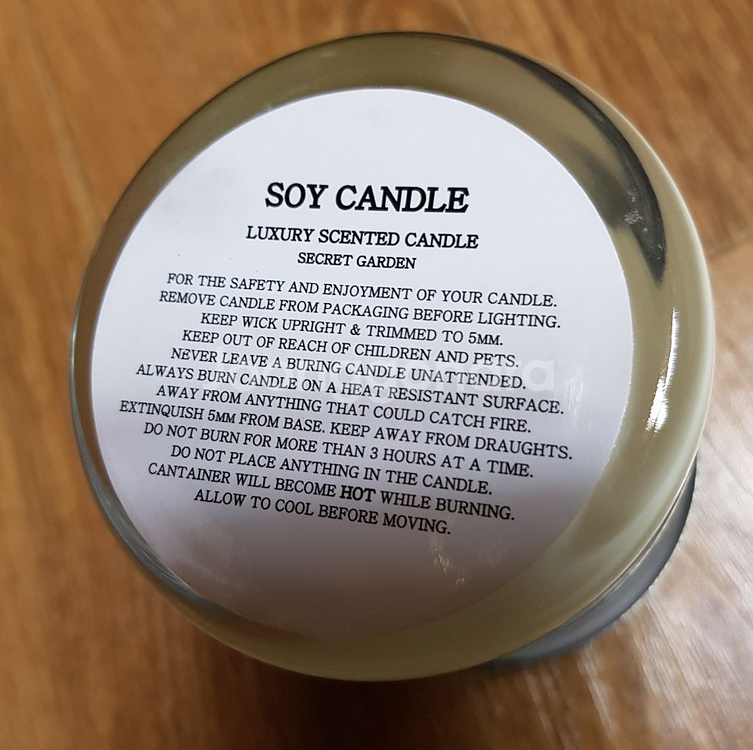 SOY CANDLE
LUXURY SCENTED CANDLE
SECRET GARDEN
FOR THE SAFETY AND ENJOYMENT OF YOUR CANDLE.
REMOVE CANDLE FROM PACKAGING BEFORE LIGHTING.
KEEP WICK UPRIGHT & TRIMMED TO 5MM.
KEEP OUT OF REACH OF CHILDREN AND PETS.
NEVER LEAVE A BURING CANDLE UNATTENDED.
ALWAYS BURN CANDLE ON A HEAT RESISTANT SURFACE.
AWAY FROM ANYTHING THAT COULD CATCH FIRE.
EXTINQUISH 5MM FROM BASE. KEEP AWAY FROM DRAUGHTS.
DO NOT BURN FOR MORE THAN 3 HOURS AT A TIME.
DO NOT PLACE ANYTHING IN THE CANDLE.
CANTAINER WILL BECOME HOT WHILE BURNING.
ALLOW TO COOL BEFORE MOVING.